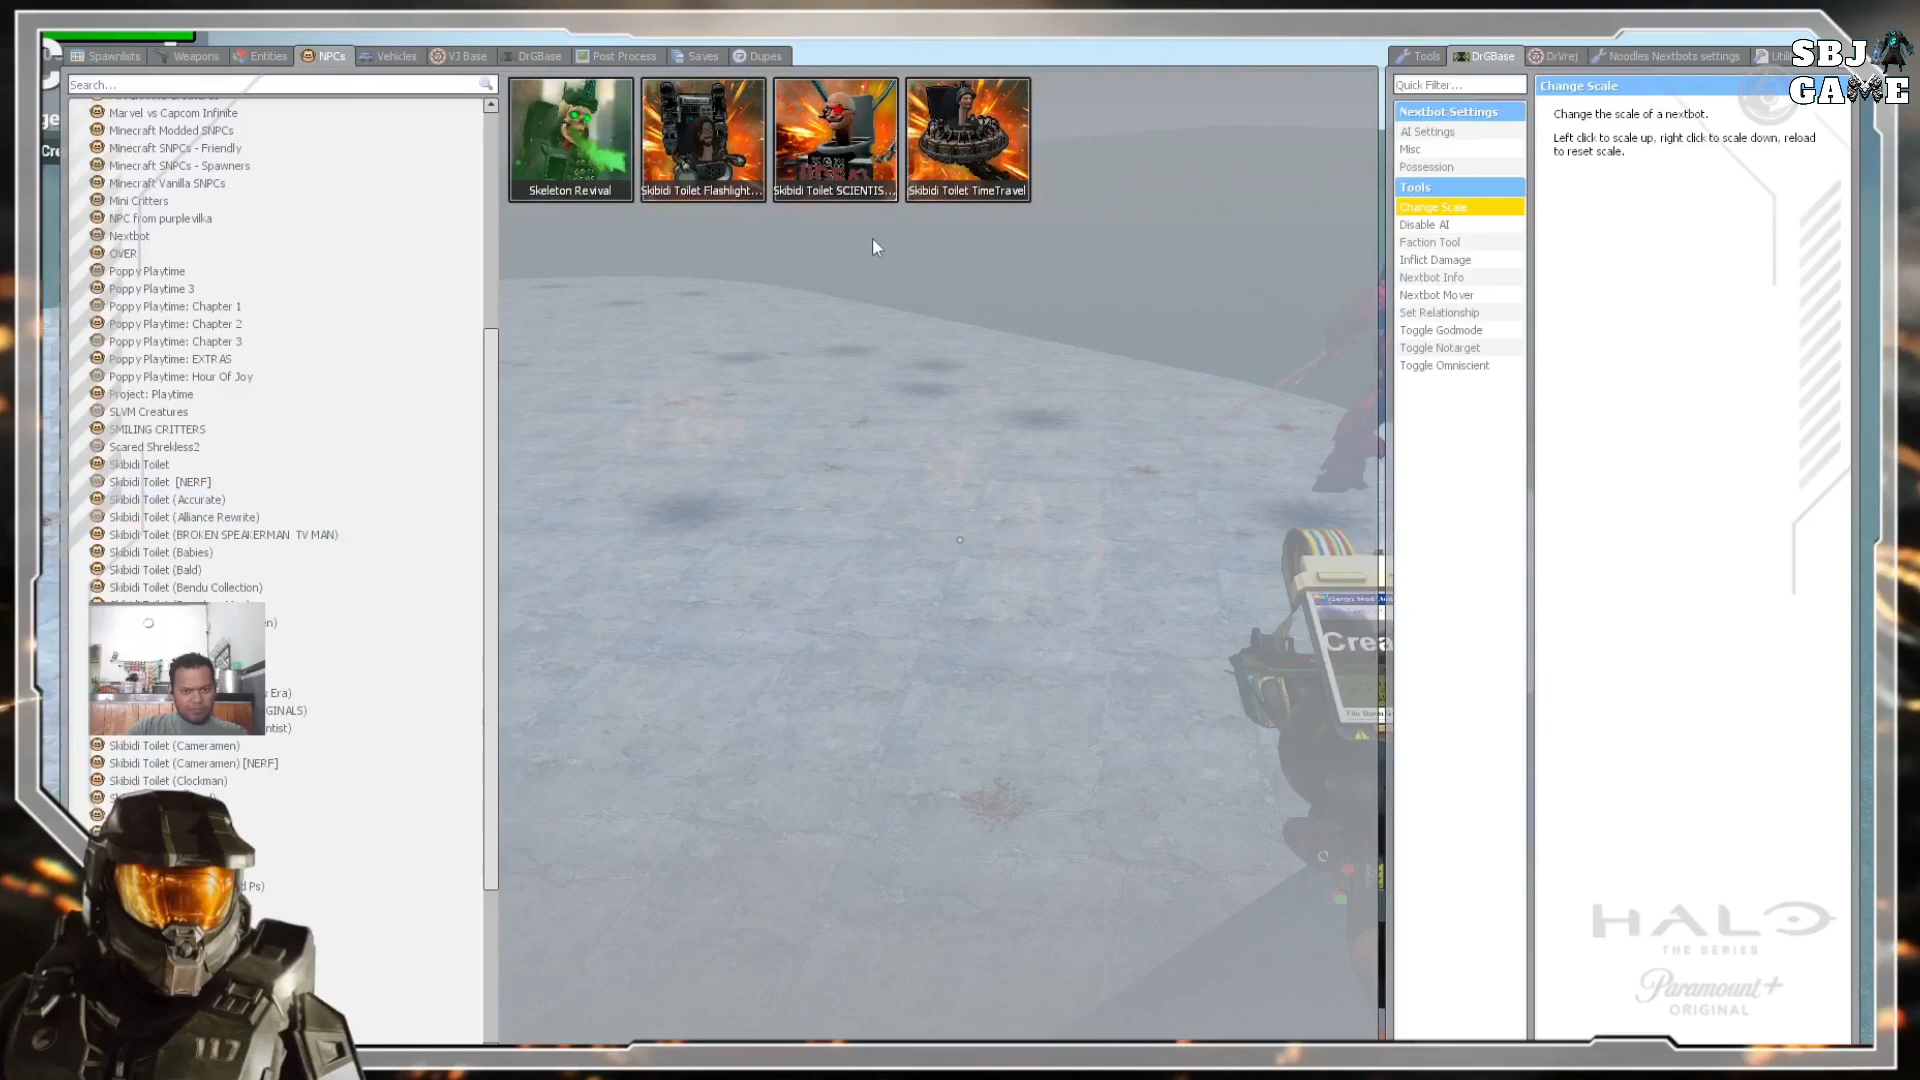 Spawnlists
Weapons
Entities
NPCs
Vehicles
VJ Base
DrGBase
Post Process
Saves
Dupes
Search...
Marvel vs Capcom Infinite
Minecraft Modded SNPCs
Minecraft SNPCs - Friendly
Minecraft SNPCs - Spawners
Minecraft Vanilla SNPCs
Mini Critters
NPC from purplevilka
Nextbot
OVER
Poppy Playtime
Poppy Playtime 3
Poppy Playtime: Chapter 1
Poppy Playtime: Chapter 2
Poppy Playtime: Chapter 3
Poppy Playtime: EXTRAS
Poppy Playtime: Hour Of Joy
Project: Playtime
SLVM Creatures
SMILING CRITTERS
Scared Shrekless2
Skibidi Toilet
Skibidi Toilet [NERF]
Skibidi Toilet (Accurate)
Skibidi Toilet (Alliance Rewrite)
Skibidi Toilet (BROKEN SPEAKERMAN TV MAN)
Skibidi Toilet (Babies)
Skibidi Toilet (Bald)
Skibidi Toilet (Bendu Collection)
Era)
Skibidi Toilet (Cameramen)
Skibidi Toilet (Cameramen) [NERF]
Skibidi Toilet (Clockman)
Ps)
117
Skeleton Revival
Skibidi Toilet Flashlight...
Skibidi Toilet SCIENTIS...
Skibidi Toilet TimeTravel
Crea
Tools
DrGBase
DrVrej
Noodles Nextbots settings
Utili
SBJ
GAME
Quick Filter...
Nextbot Settings
AI Settings
Misc
Possession
Tools
Change Scale
Disable AI
Faction Tool
Inflict Damage
Nextbot Info
Nextbot Mover
Set Relationship
Toggle Godmode
Toggle Notarget
Toggle Omniscient
Change Scale
Change the scale of a nextbot.
Left click to scale up, right click to scale down, reload
to reset scale.
HALO
THE SERIES
Paramount+
ORIGINAL